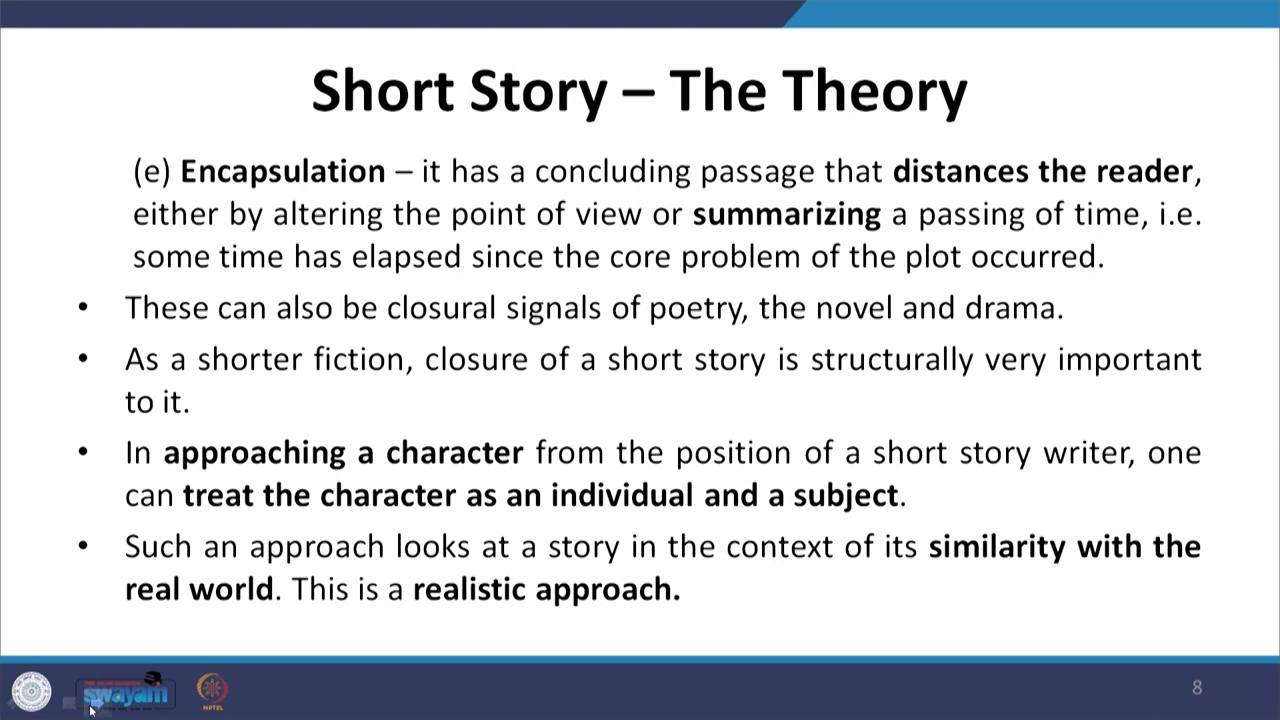 Short Story – The Theory
(e) Encapsulation – it has a concluding passage that distances the reader,
either by altering the point of view or summarizing a passing of time, i.e.
some time has elapsed since the core problem of the plot occurred.
• These can also be closural signals of poetry, the novel and drama.
• As a shorter fiction, closure of a short story is structurally very important
to it.
• In approaching a character from the position of a short story writer, one
can treat the character as an individual and a subject.
• Such an approach looks at a story in the context of its similarity with the
real world. This is a realistic approach.
swayam
NPTEL
8